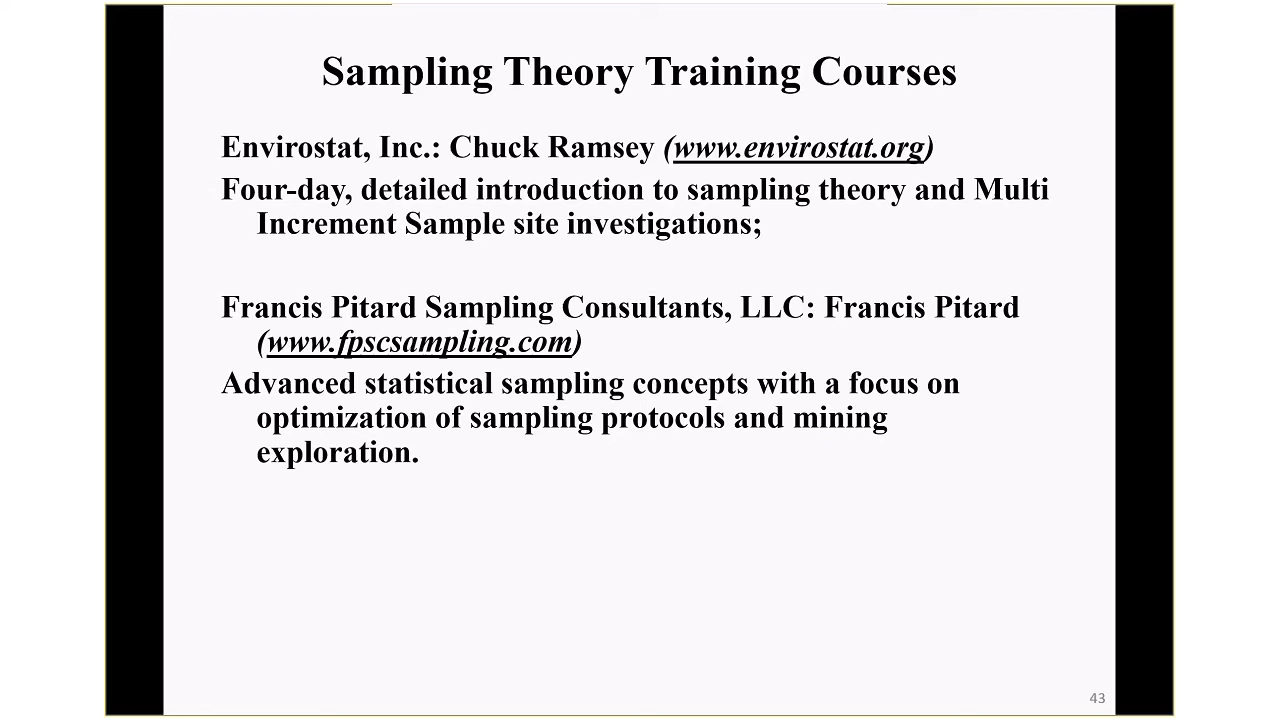 Sampling Theory Training Courses
Envirostat, Inc.: Chuck Ramsey (www.envirostat.org)
Four-day, detailed introduction to sampling theory and Multi
Increment Sample site investigations;
Francis Pitard Sampling Consultants, LLC: Francis Pitard
(www.fpscsampling.com)
Advanced statistical sampling concepts with a focus on
optimization of sampling protocols and mining
exploration.
43